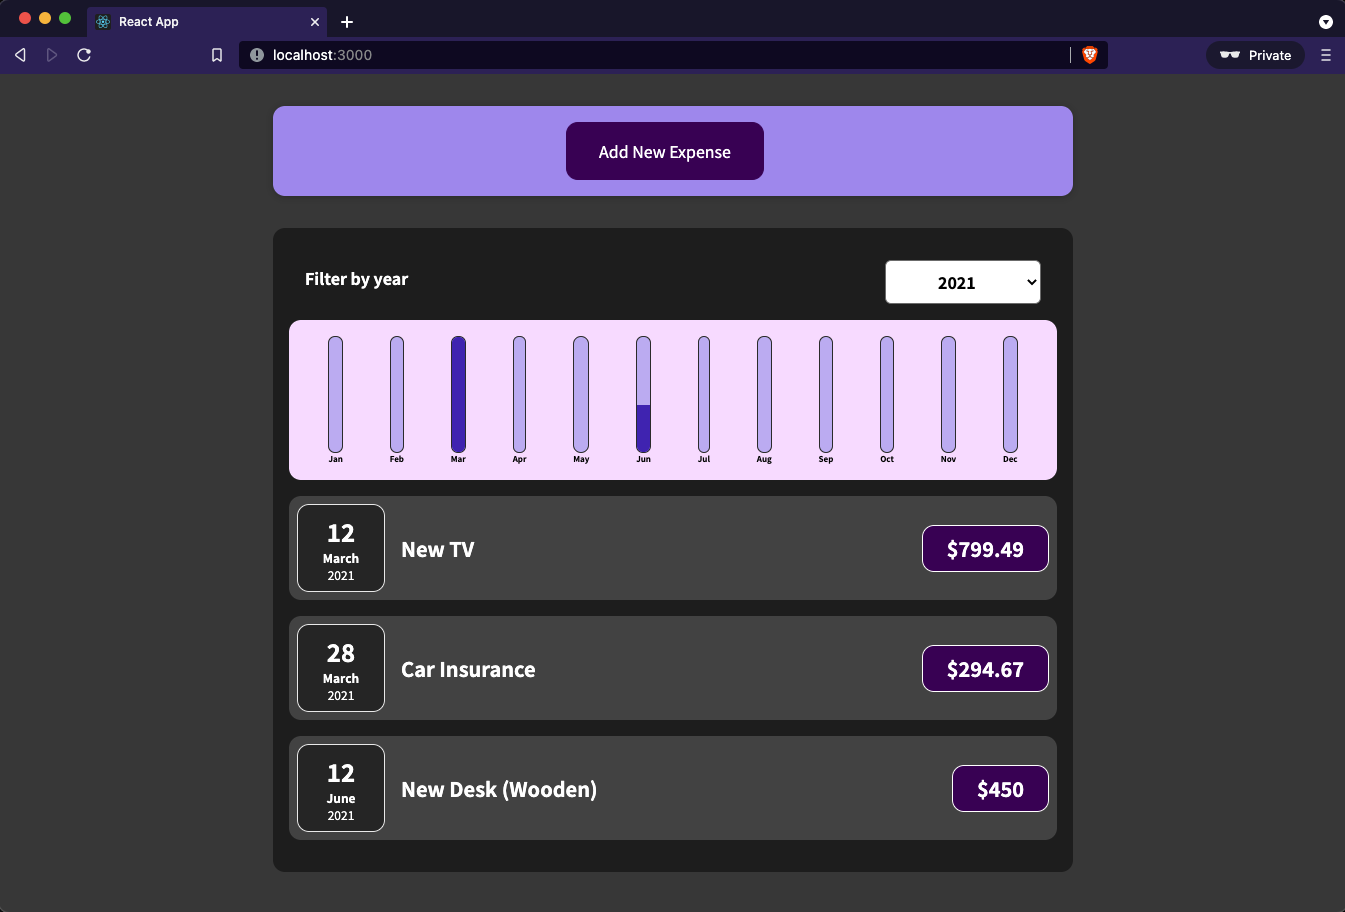 React App
localhost:3000
Private
Add New Expense
Filter by year
2021
Jan Feb Mar Apr May Jun Jul Aug Sep Oct Nov Dec
12
March
2021
New TV
$799.49
28
March
2021
Car Insurance
$294.67
12
June
2021
New Desk (Wooden)
$450